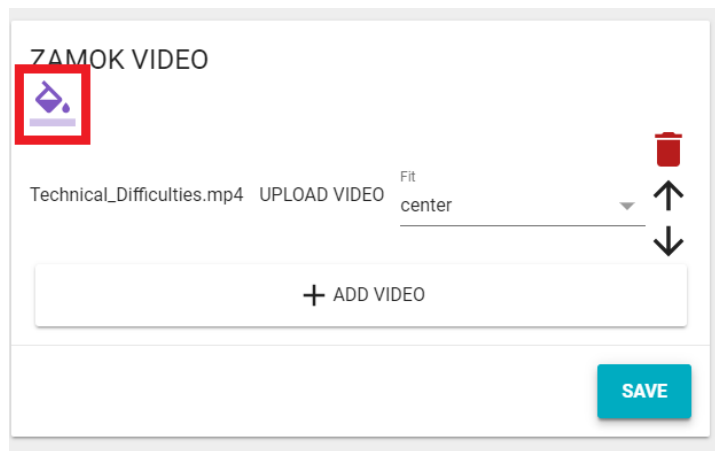 ZAMOK VIDEO
Technical_Difficulties.mp4 UPLOAD VIDEO
Fit
center
+ ADD VIDEO
SAVE